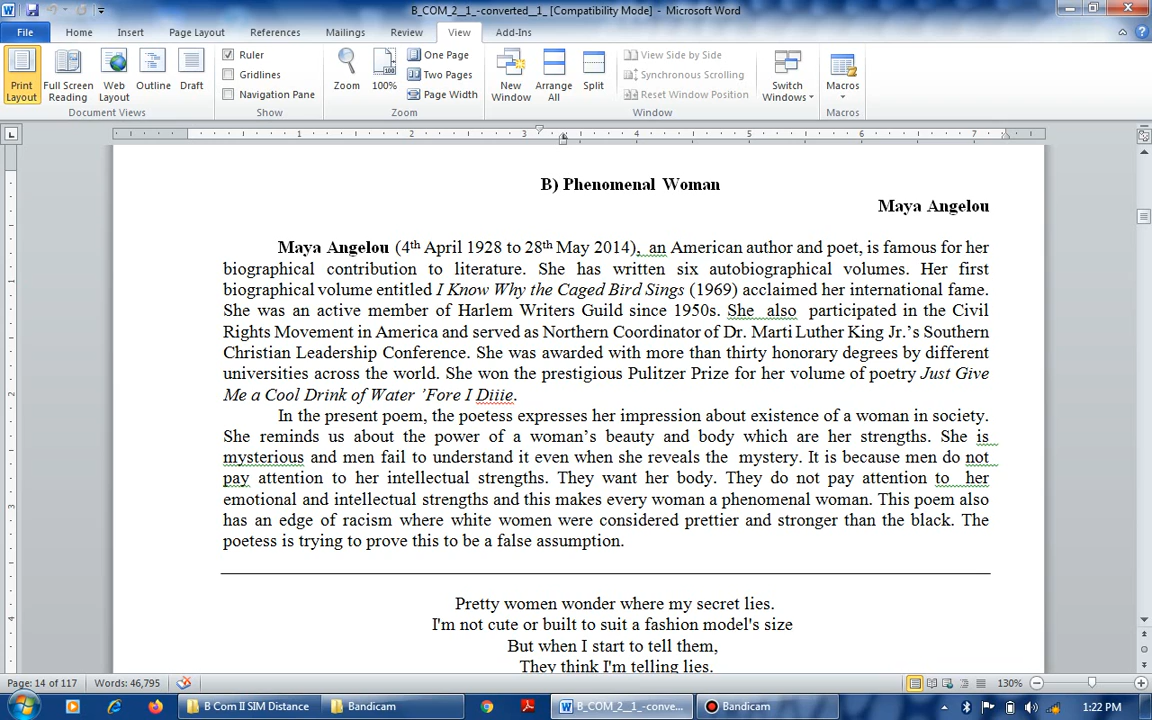 B_COM_2__1_-converted__1_ [Compatibility Mode] - Microsoft Word
File Home Insert Page Layout References Mailings Review View Add-Ins
Print Layout
Full Screen Reading
Web Layout
Outline
Draft
Document Views
Ruler
Gridlines
Navigation Pane
Show
Zoom
100%
One Page
Two Pages
Page Width
Zoom
New Window
Arrange All
Split
View Side by Side
Synchronous Scrolling
Reset Window Position
Window
Switch Windows
Macros
Macros
1 2 3 4 5 6 7
B) Phenomenal Woman
Maya Angelou
Maya Angelou (4th April 1928 to 28th May 2014), an American author and poet, is famous for her
biographical contribution to literature. She has written six autobiographical volumes. Her first
biographical volume entitled I Know Why the Caged Bird Sings (1969) acclaimed her international fame.
She was an active member of Harlem Writers Guild since 1950s. She also participated in the Civil
Rights Movement in America and served as Northern Coordinator of Dr. Marti Luther King Jr.'s Southern
Christian Leadership Conference. She was awarded with more than thirty honorary degrees by different
universities across the world. She won the prestigious Pulitzer Prize for her volume of poetry Just Give
Me a Cool Drink of Water ’Fore I Diiie.
In the present poem, the poetess expresses her impression about existence of a woman in society.
She reminds us about the power of a woman’s beauty and body which are her strengths. She is
mysterious and men fail to understand it even when she reveals the mystery. It is because men do not
pay attention to her intellectual strengths. They want her body. They do not pay attention to her
emotional and intellectual strengths and this makes every woman a phenomenal woman. This poem also
has an edge of racism where white women were considered prettier and stronger than the black. The
poetess is trying to prove this to be a false assumption.
Pretty women wonder where my secret lies.
I'm not cute or built to suit a fashion model's size
But when I start to tell them,
They think I'm telling lies.
Page: 14 of 117 Words: 46,795 130%
B Com II SIM Distance Bandicam B_COM_2__1_-conve... Bandicam 1:22 PM